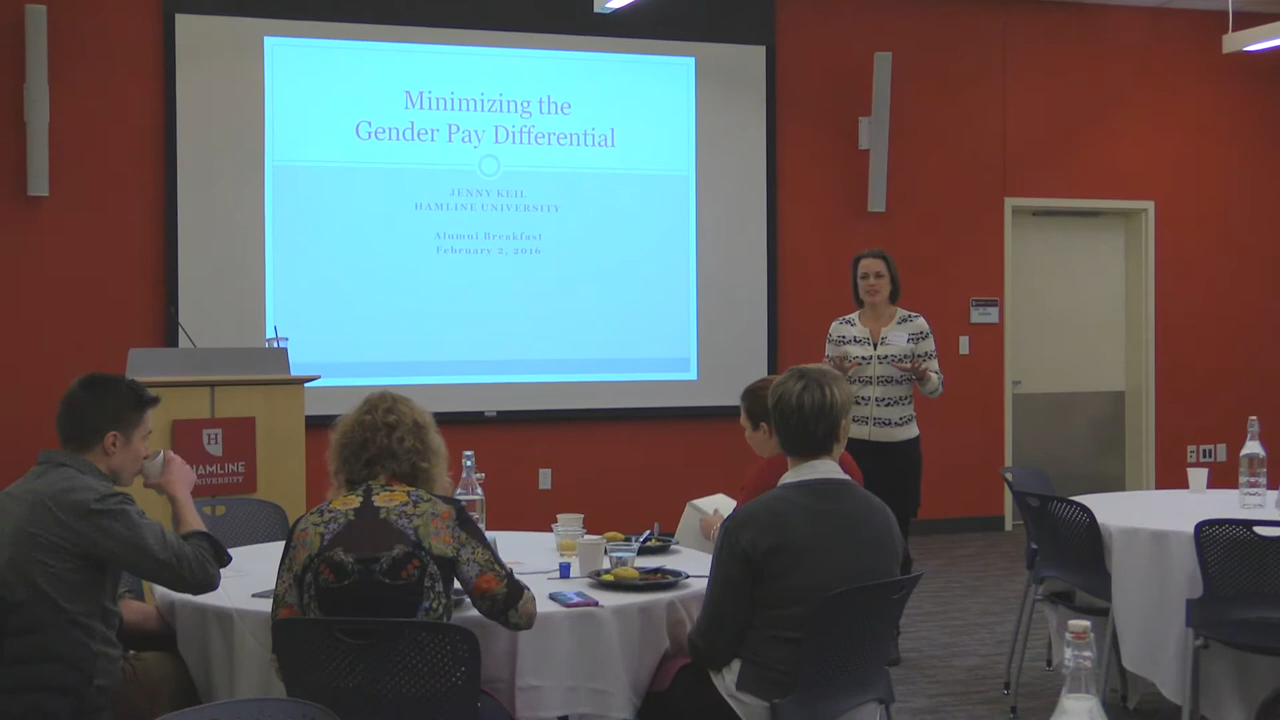 Minimizing the
Gender Pay Differential
JENNY KEIL
HAMLINE UNIVERSITY
Alumni Breakfast
February 2, 2016
H
HAMLINE
UNIVERSITY